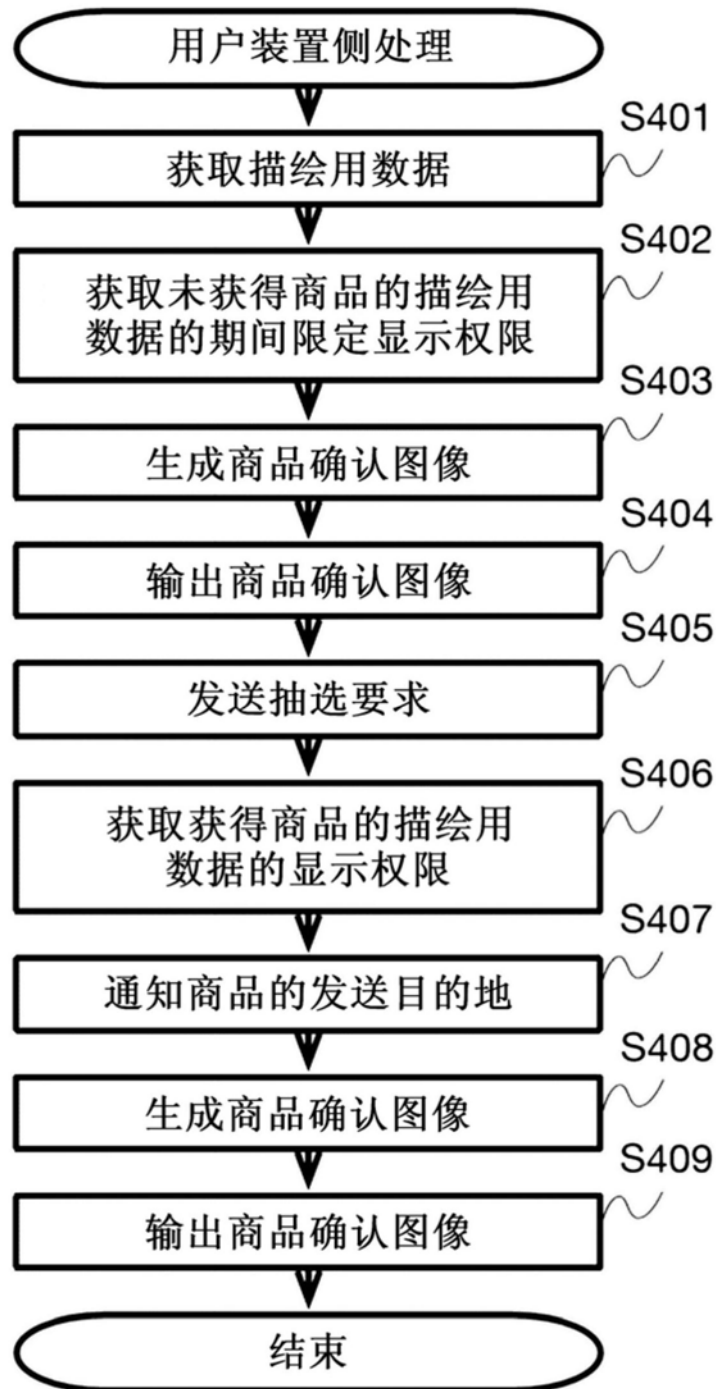 用户装置侧处理
S401
获取描绘用数据
S402
获取未获得商品的描绘用
数据的期间限定显示权限
S403
生成商品确认图像
S404
输出商品确认图像
S405
发送抽选要求
S406
获取获得商品的描绘用
数据的显示权限
S407
通知商品的发送目的地
S408
生成商品确认图像
S409
输出商品确认图像
结束